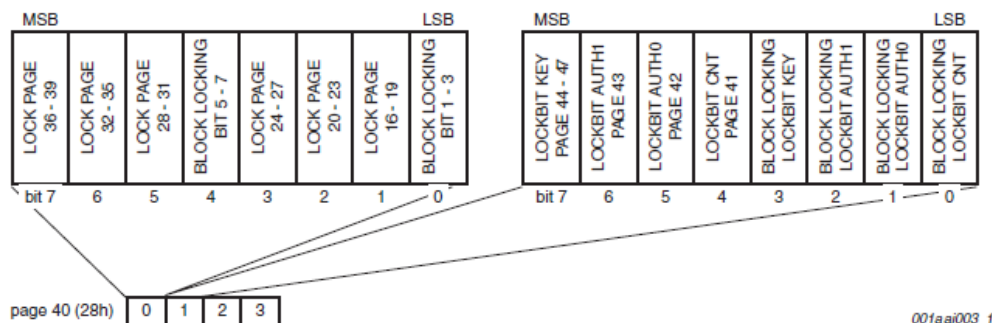 MSB LSB MSB LSB
LOCK PAGE
36 - 39
LOCK PAGE
32 - 35
LOCK PAGE
28 - 31
BLOCK LOCKING
BIT 5 - 7
LOCK PAGE
24 - 27
LOCK PAGE
20 - 23
LOCK PAGE
16 - 19
BLOCK LOCKING
BIT 1 - 3
LOCKBIT KEY
PAGE 44 - 47
LOCKBIT AUTH1
PAGE 43
LOCKBIT AUTH0
PAGE 42
LOCKBIT CNT
PAGE 41
BLOCK LOCKING
LOCKBIT KEY
BLOCK LOCKING
LOCKBIT AUTH1
BLOCK LOCKING
LOCKBIT AUTH0
BLOCK LOCKING
LOCKBIT CNT
bit 7 6 5 4 3 2 1 0 bit 7 6 5 4 3 2 1 0
page 40 (28h) 0 1 2 3
001aaj003_1